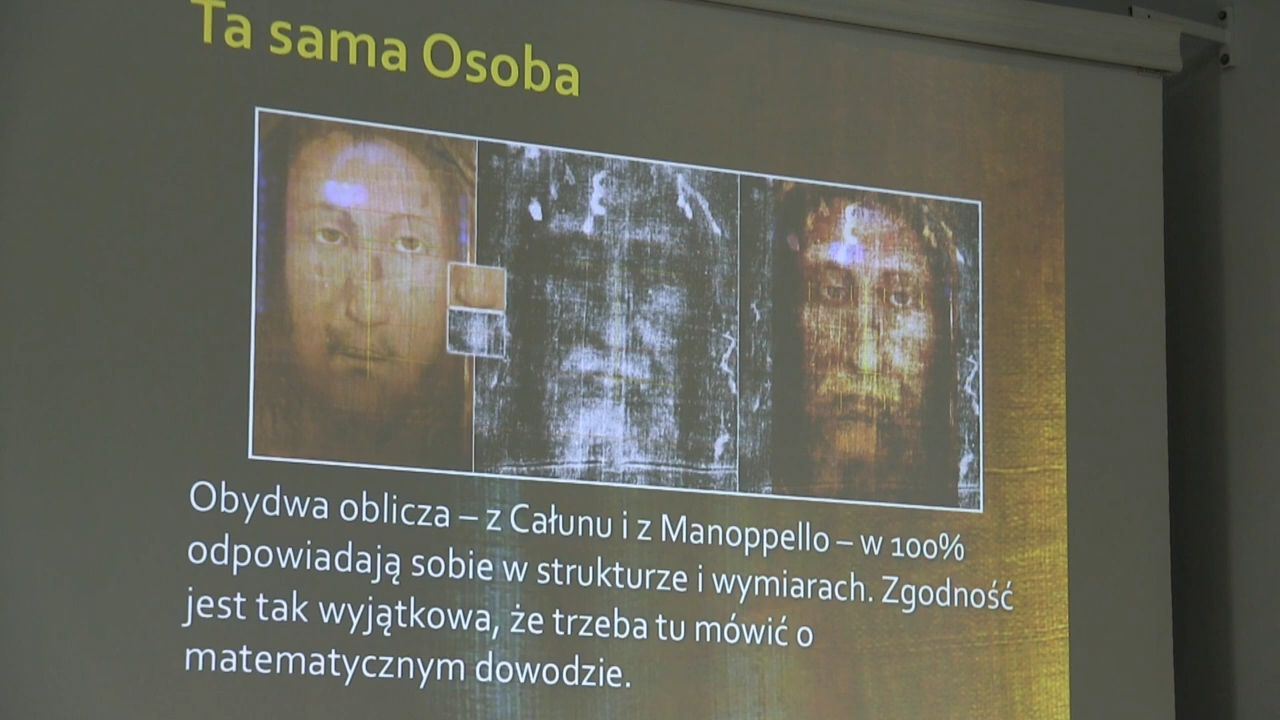 Ta sama Osoba
Obydwa oblicza – z Całunu i z Manoppello – w 100%
odpowiadają sobie w strukturze i wymiarach. Zgodność
jest tak wyjątkowa, że trzeba tu mówić o
matematycznym dowodzie.